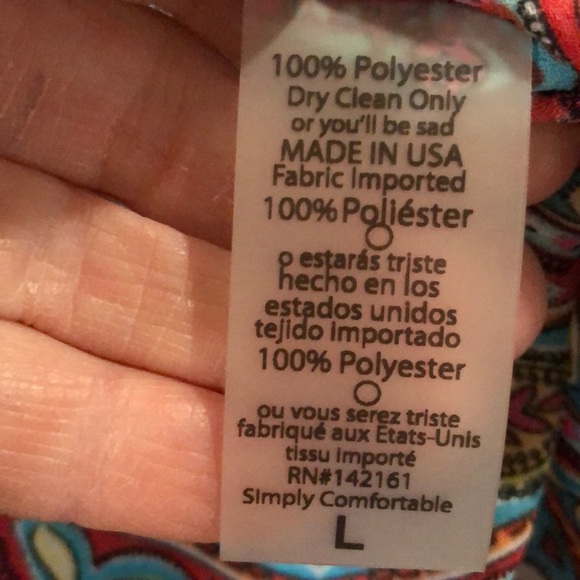 100% Polyester
Dry Clean Only
or you'll be sad
MADE IN USA
Fabric Imported
100% Poliéster
o estarás triste
hecho en los
estados unidos
tejido importado
100% Polyester
ou vous serez triste
fabriqué aux Etats-Unis
tissu importé
RN#142161
Simply Comfortable
L